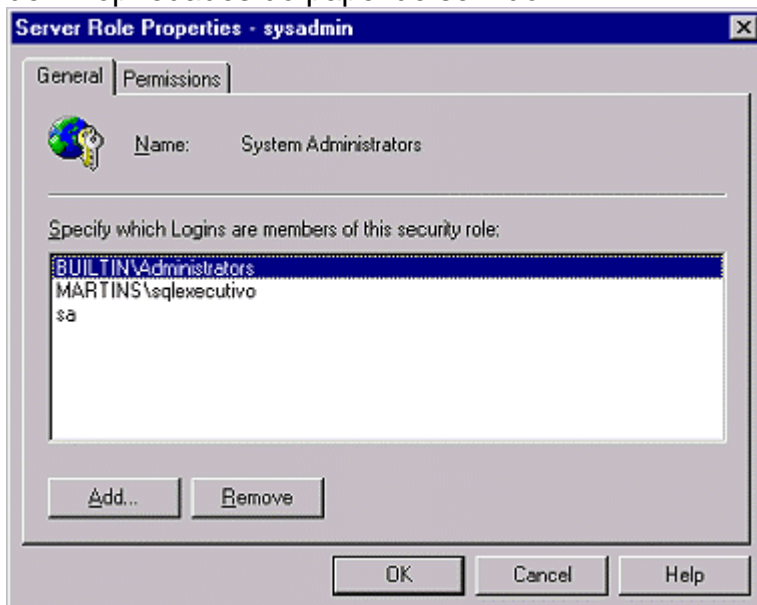 Server Role Properties - sysadmin
General Permissions
Name: System Administrators
Specify which Logins are members of this security role:
BUILTIN\Administrators
MARTINS\sqlexecutivo
sa
Add... Remove
OK Cancel Help